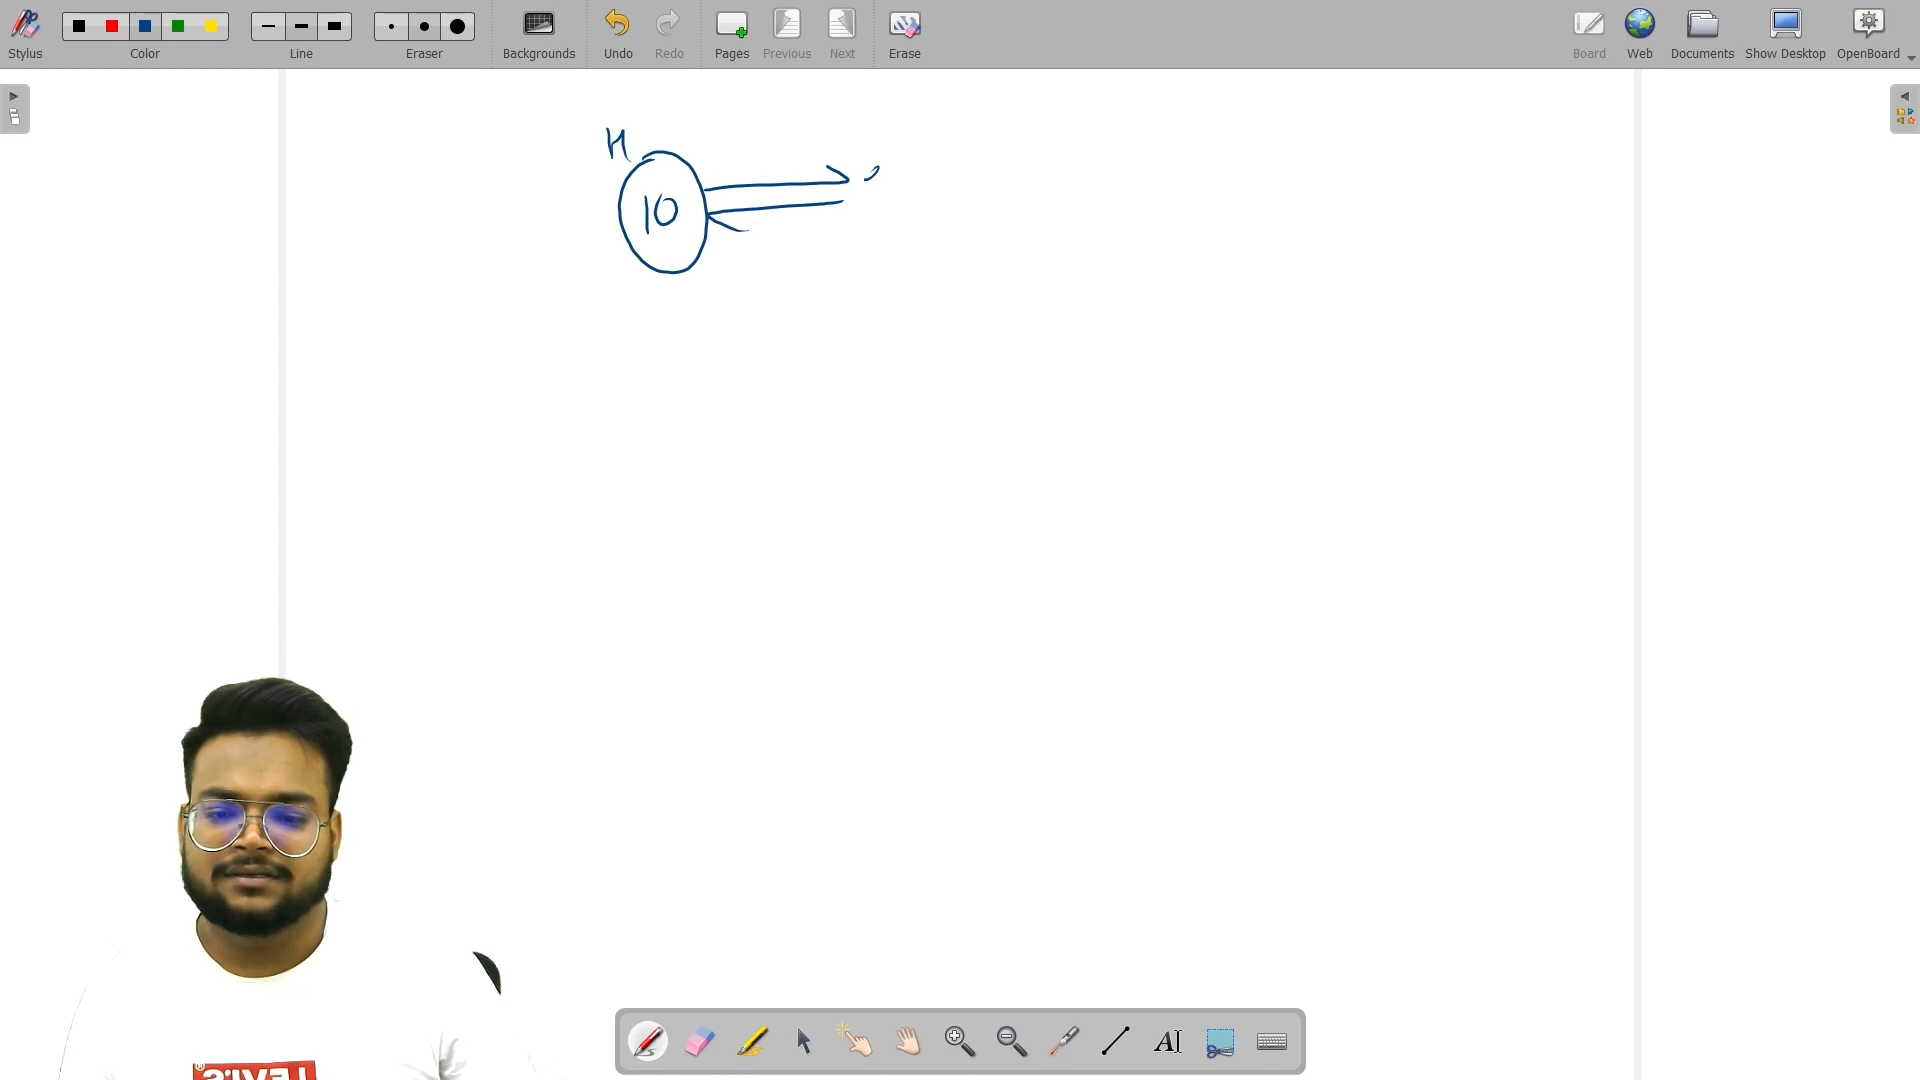 Stylus
Color
Line
Eraser
Backgrounds
Undo
Redo
Pages
Previous
Next
Erase
Board
Web
Documents
Show Desktop
OpenBoard
H
10